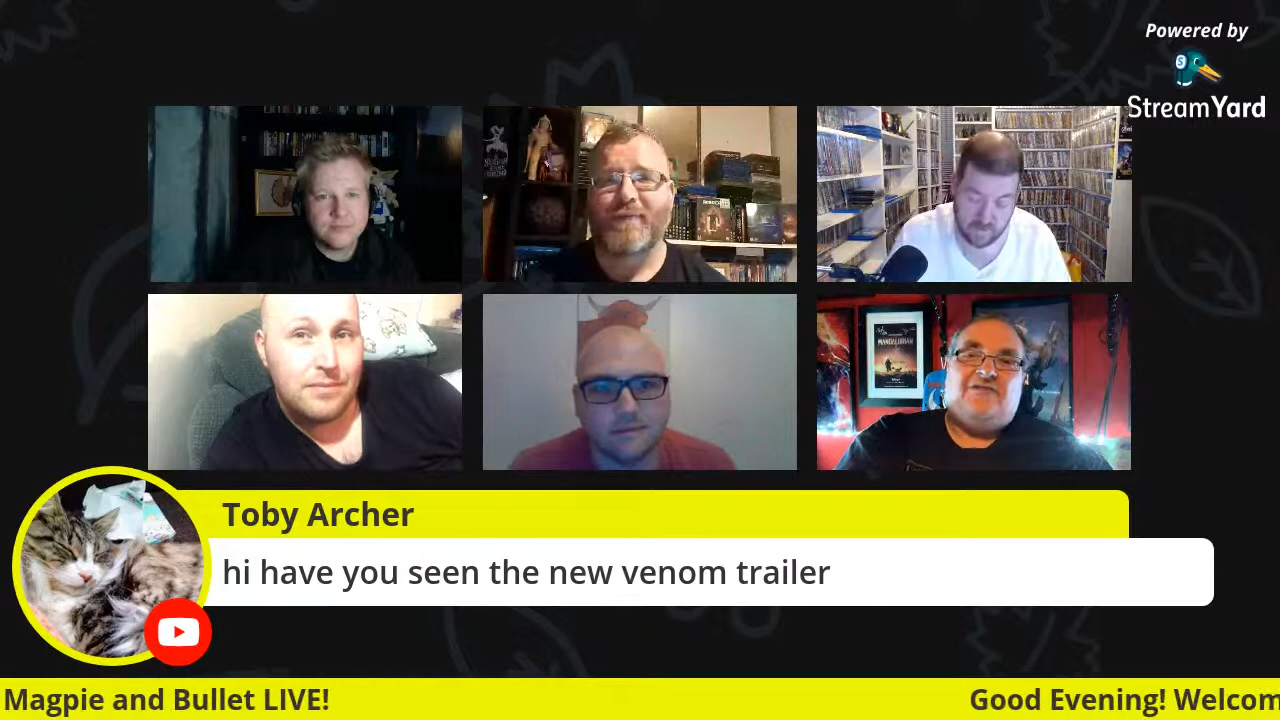 Powered by
StreamYard
MANDALORIAN
Toby Archer
hi have you seen the new venom trailer
Magpie and Bullet LIVE!
Good Evening! Welcom